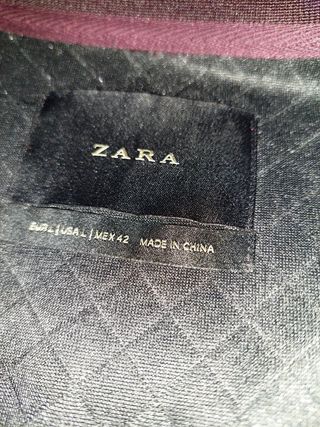 ZARA
EUR L | USA L | MEX 42 MADE IN CHINA